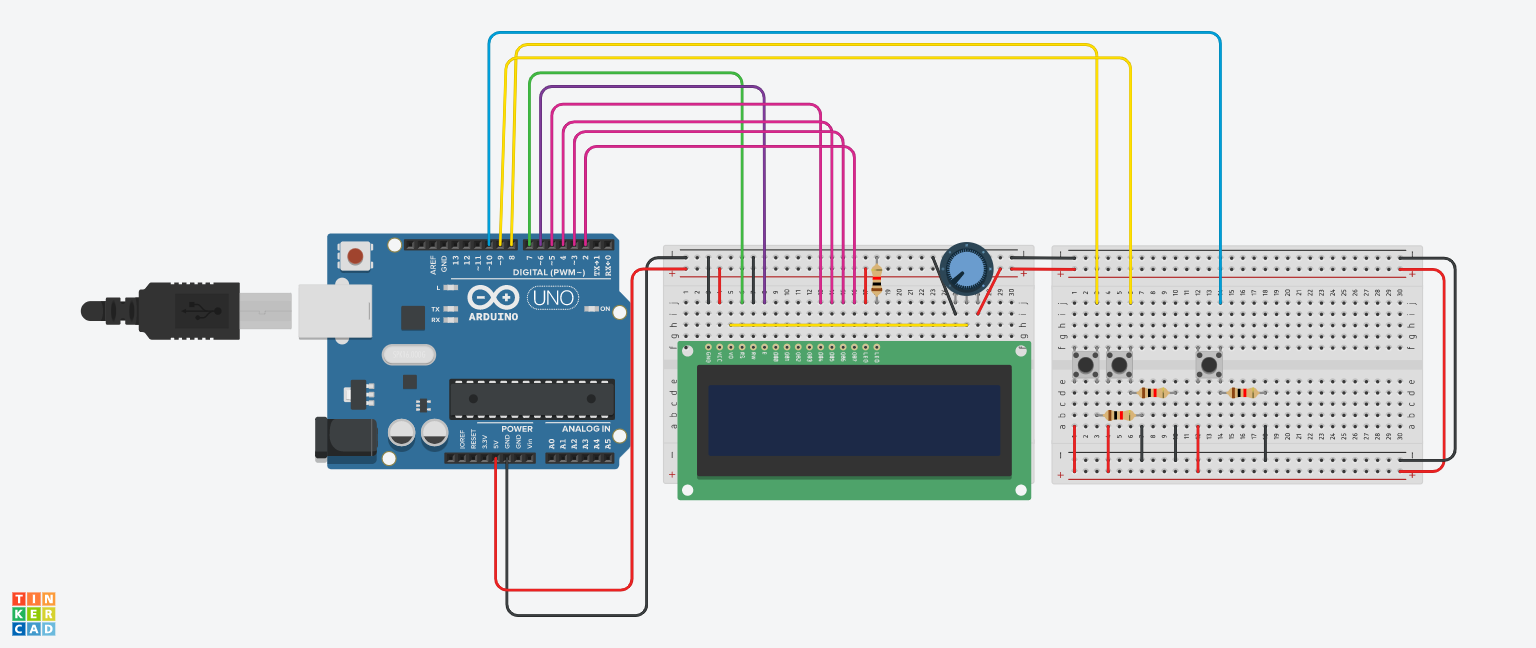 AREF
GND
13
12
~11
~10
~9
8
7
~6
~5
4
~3
2
TX→1
RX←0
DIGITAL (PWM~)
L
TX
RX
ARDUINO
UNO
ON
POWER
ANALOG IN
IOREF
RESET
3.3V
5V
GND
GND
Vin
A0
A1
A2
A3
A4
A5
GND
VCC
V0
RS
RW
E
DB0
DB1
DB2
DB3
DB4
DB5
DB6
DB7
LED
LED
TIN
KER
CAD